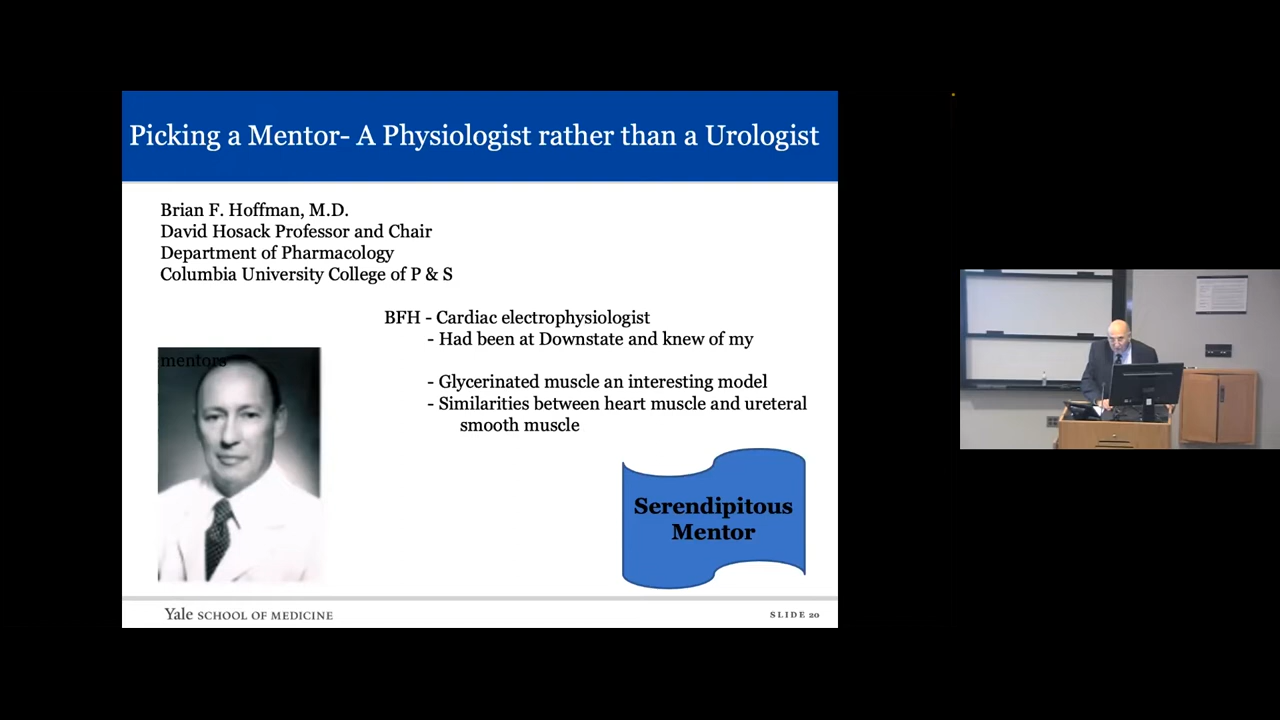 Picking a Mentor- A Physiologist rather than a Urologist
Brian F. Hoffman, M.D.
David Hosack Professor and Chair
Department of Pharmacology
Columbia University College of P & S
BFH - Cardiac electrophysiologist
- Had been at Downstate and knew of my
mentors
- Glycerinated muscle an interesting model
- Similarities between heart muscle and ureteral
smooth muscle
Serendipitous
Mentor
Yale SCHOOL OF MEDICINE
SLIDE 20